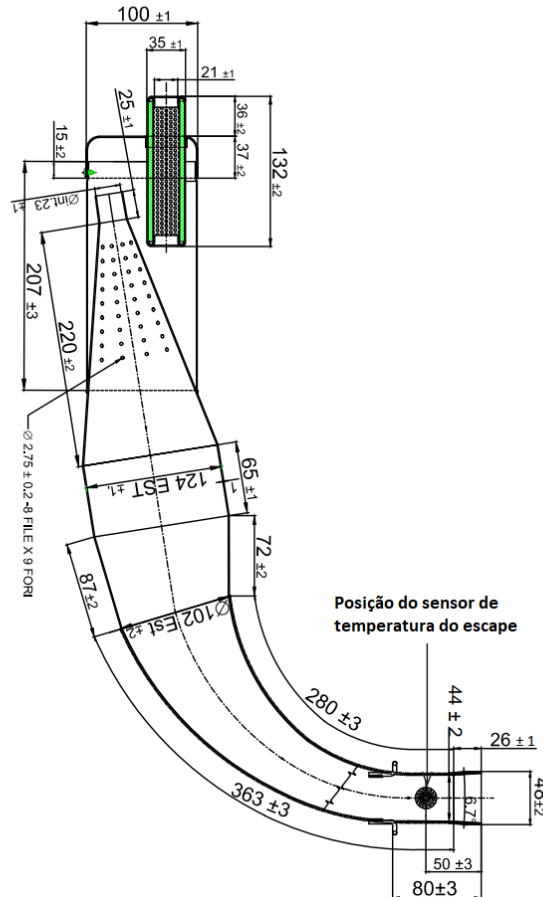 100 ±1
35 ±1
21 ±1
25 ±1
36 ±2
15 ±2
37 ±2
132 ±2
Øint.23 ±1
207 ±3
220 ±2
Ø 2.75 ± 0.2-8 FILE X 9 FORI
124 EST ±1,
1
65 ±1
72 ±2
87 ±2
Ø102 Est ±2
Posição do sensor de
temperatura do escape
280 ±3
44 ± 2
26 ± 1
363 ±3
6.7°
48 ±2
50 ±3
80±3